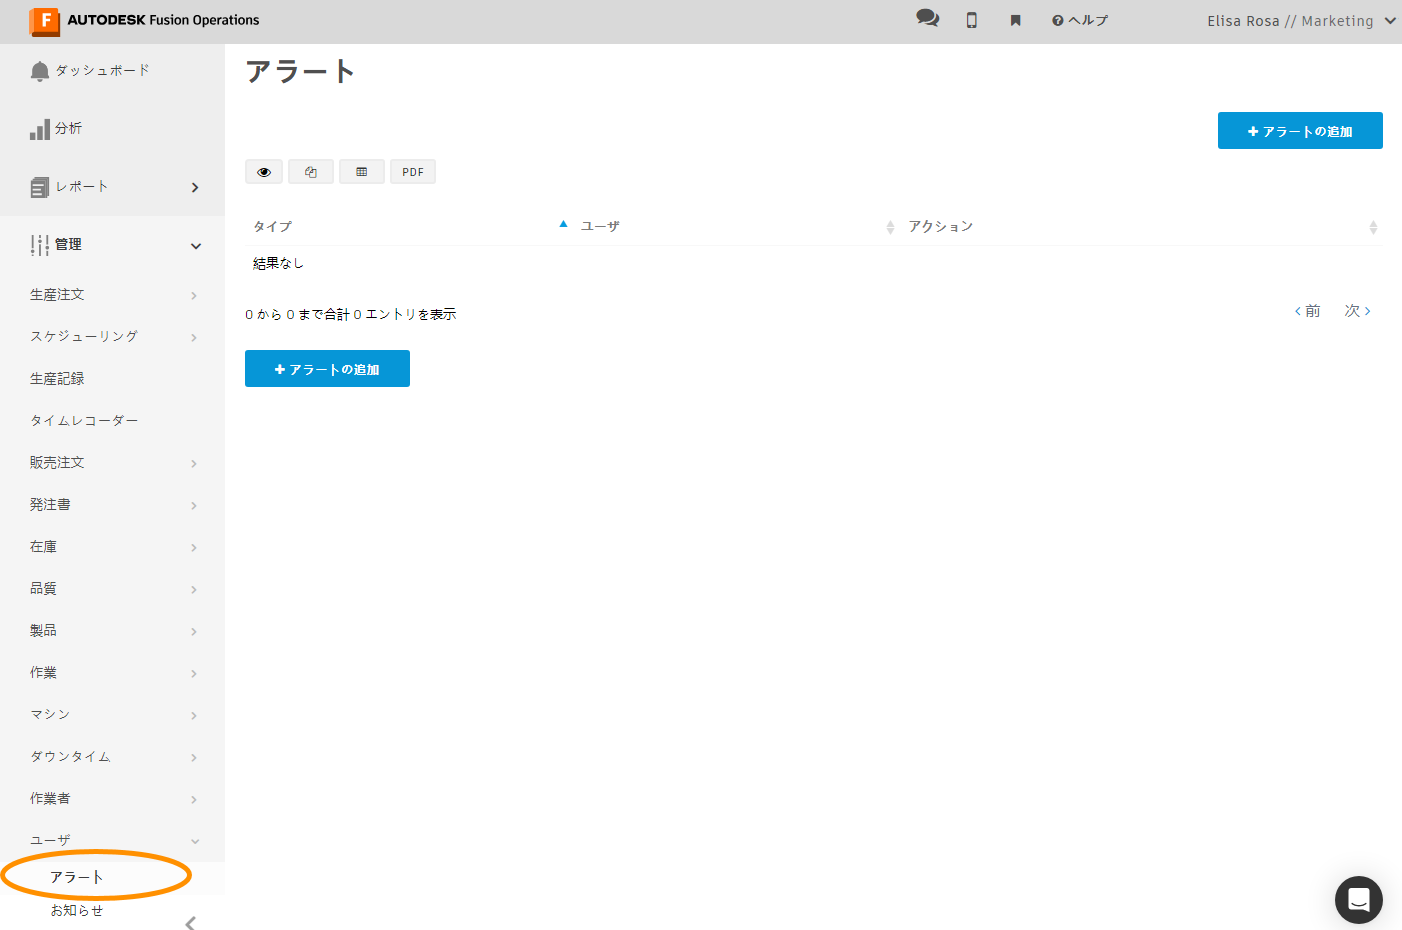 F AUTODESK Fusion Operations
ヘルプ
Elisa Rosa // Marketing
ダッシュボード
分析
レポート
管理
生産注文
スケジューリング
生産記録
タイムレコーダー
販売注文
発注書
在庫
品質
製品
作業
マシン
ダウンタイム
作業者
ユーザ
アラート
お知らせ
アラート
アラートの追加
PDF
タイプ ユーザ アクション
結果なし
0 から 0 まで合計 0 エントリを表示
前 次
アラートの追加